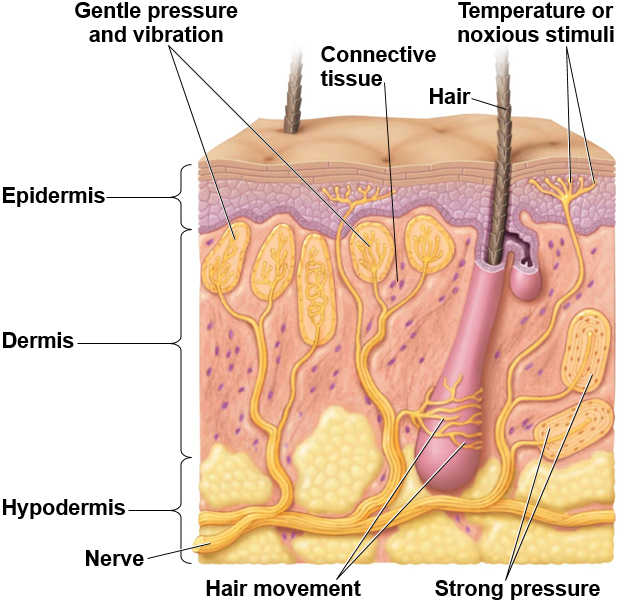 Gentle pressure
and vibration
Temperature or
noxious stimuli
Connective
tissue
Hair
Epidermis
Dermis
Hypodermis
Nerve
Hair movement
Strong pressure